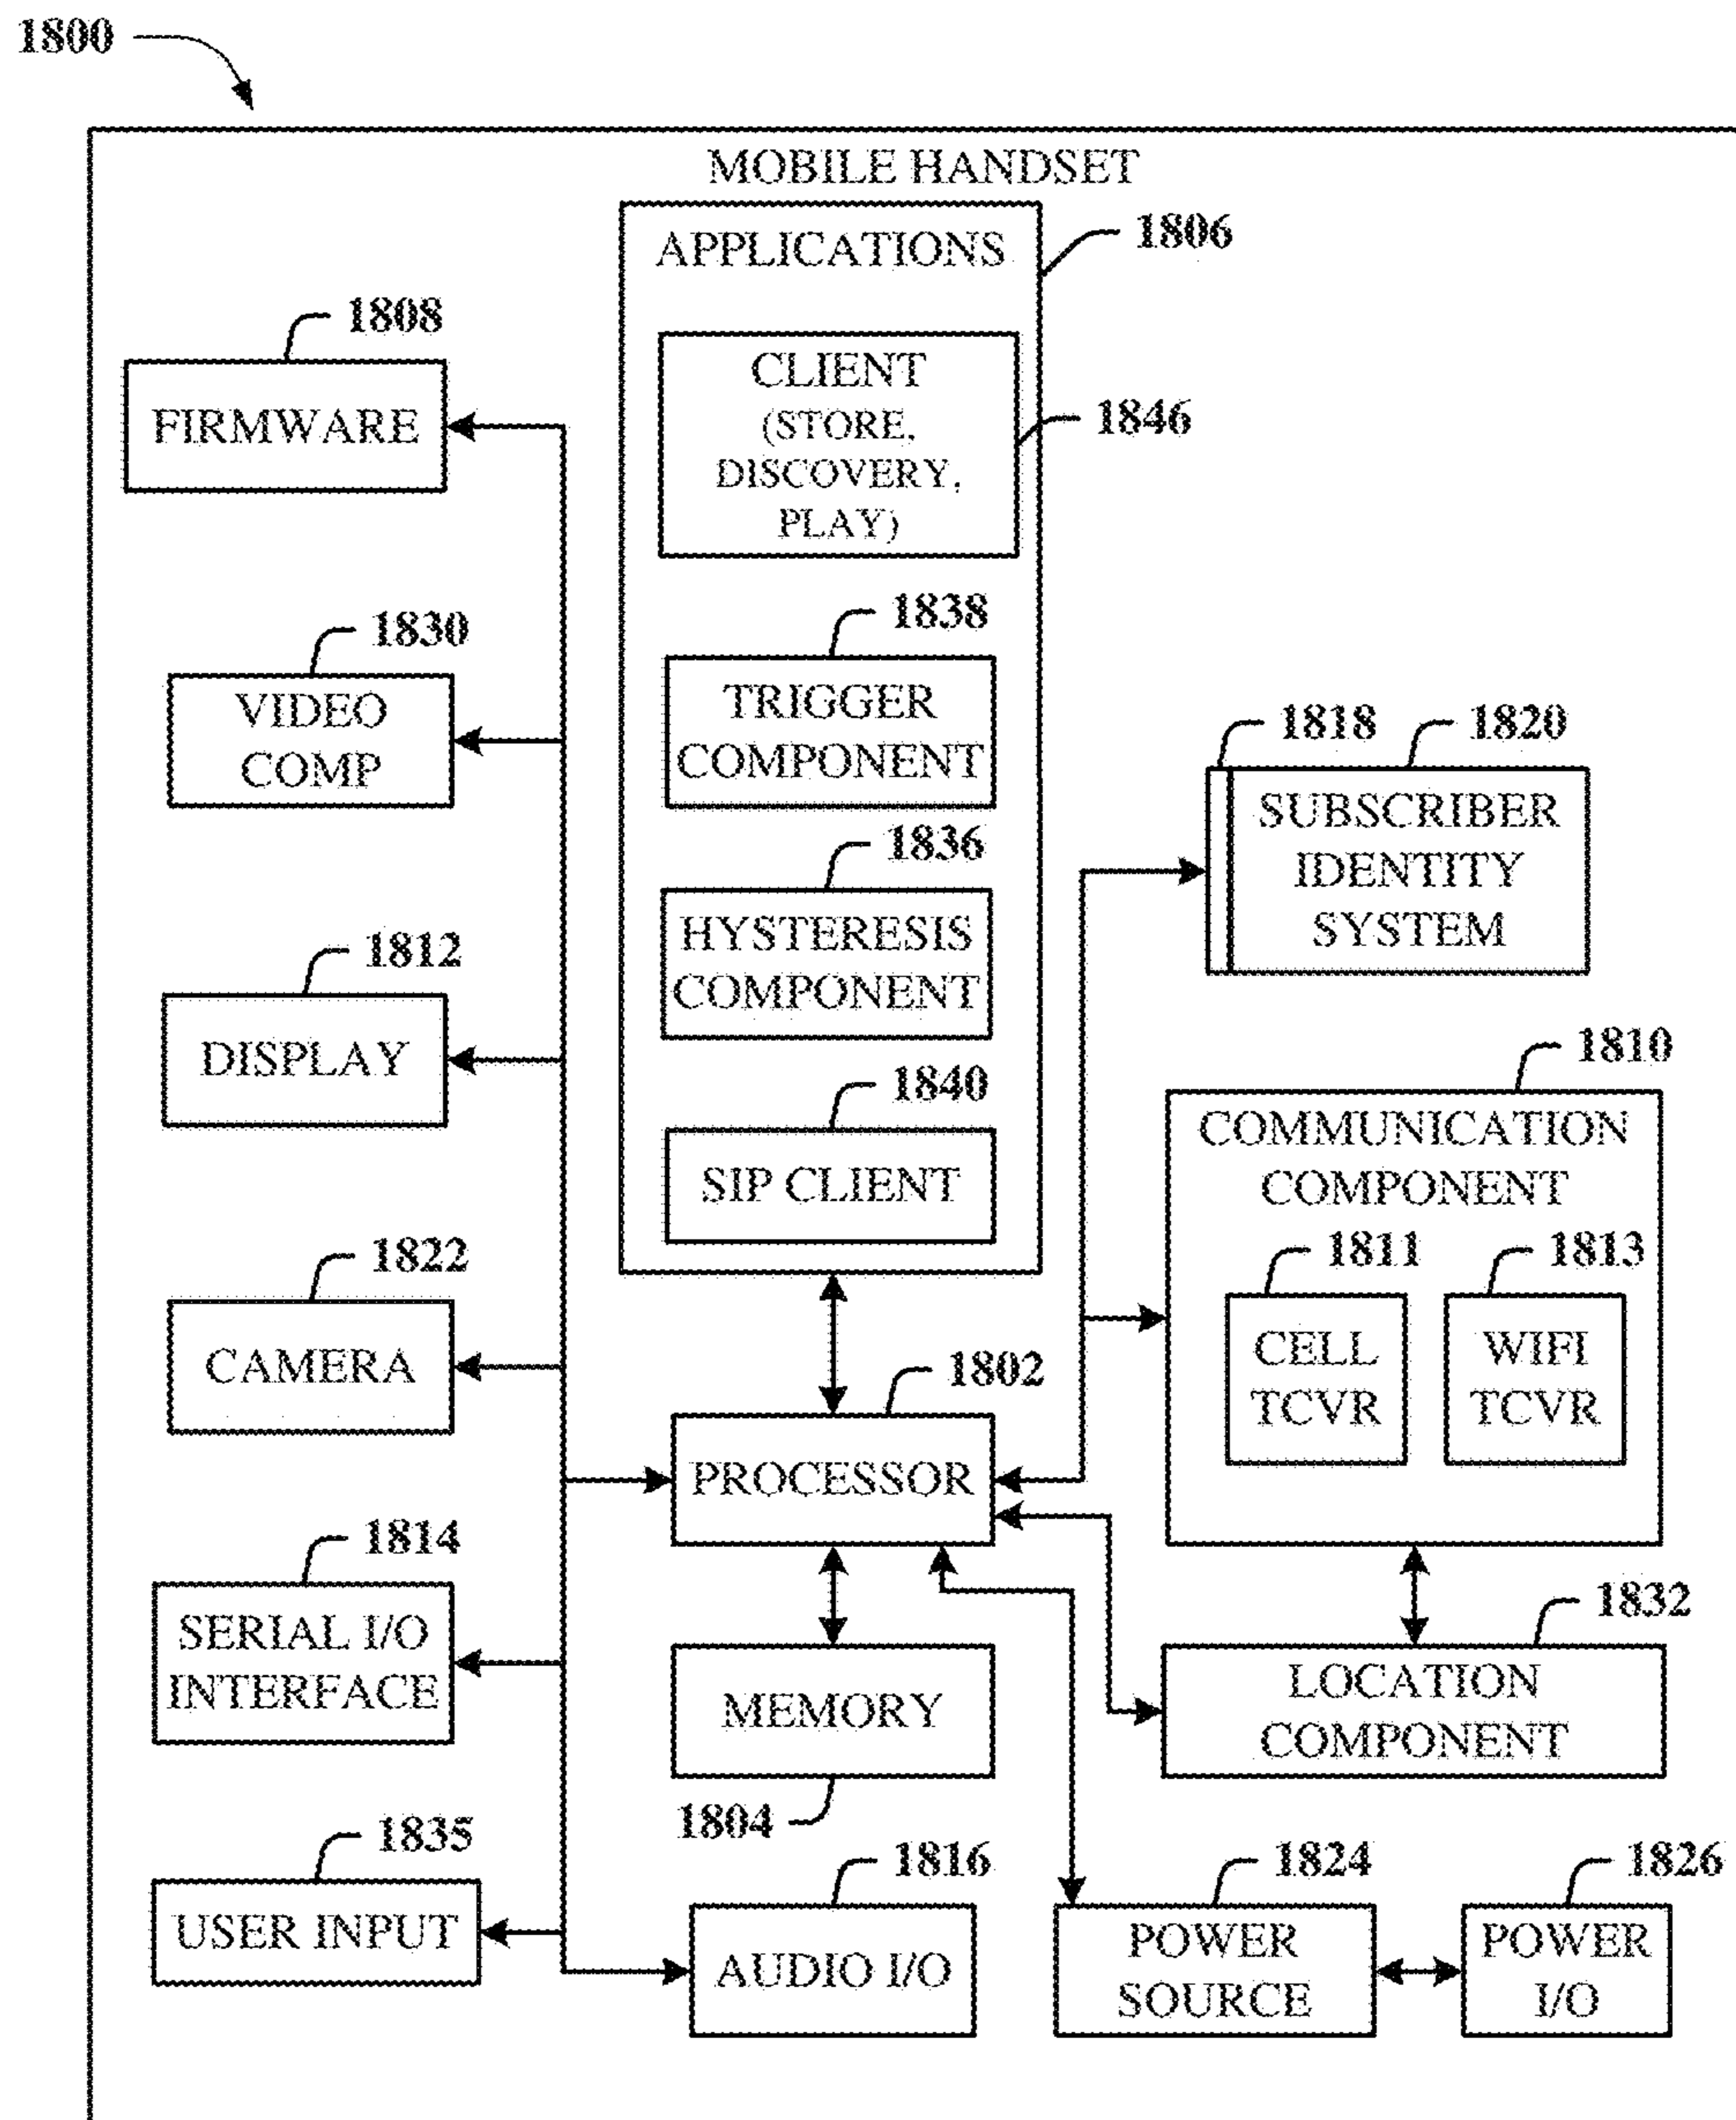 1800
MOBILE HANDSET
APPLICATIONS
1806
1808
FIRMWARE
CLIENT
(STORE,
DISCOVERY,
PLAY)
1846
1830
VIDEO
COMP
1838
TRIGGER
COMPONENT
1818
1820
SUBSCRIBER
IDENTITY
SYSTEM
1836
HYSTERESIS
COMPONENT
1812
DISPLAY
1840
SIP CLIENT
1810
COMMUNICATION
COMPONENT
1811
CELL
TCVR
1813
WIFI
TCVR
1822
CAMERA
1802
PROCESSOR
1814
SERIAL I/O
INTERFACE
MEMORY
1804
1832
LOCATION
COMPONENT
1835
USER INPUT
1816
AUDIO I/O
1824
POWER
SOURCE
1826
POWER
I/O